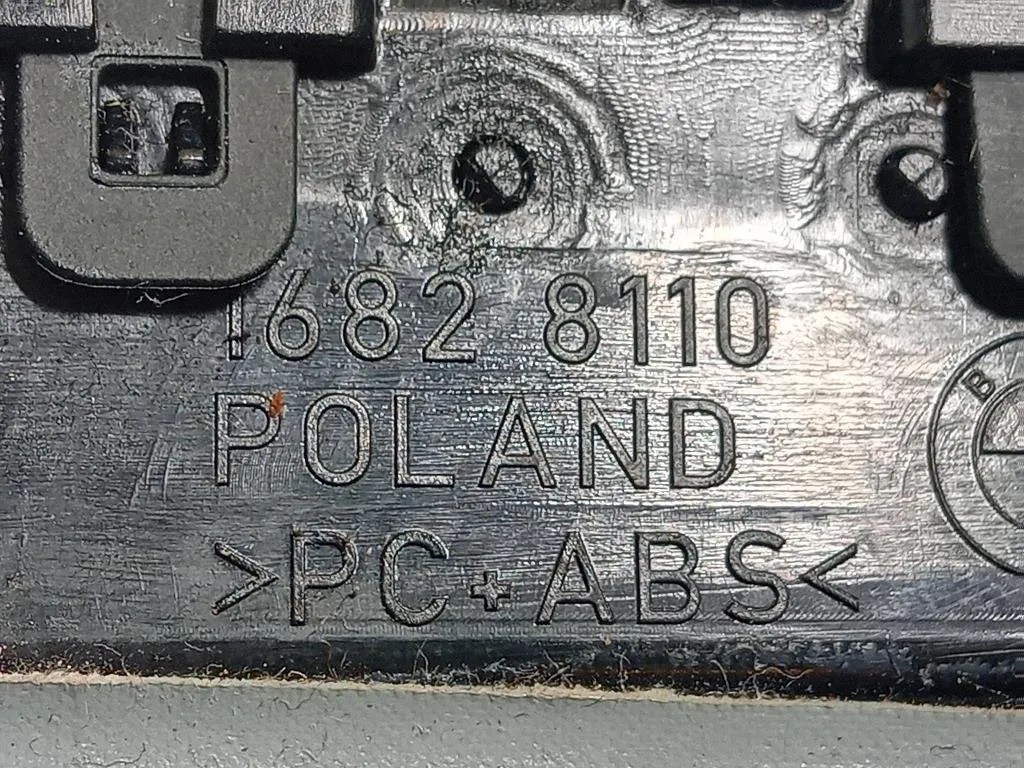 1682 8110
POLAND
>PC+ABS<
B